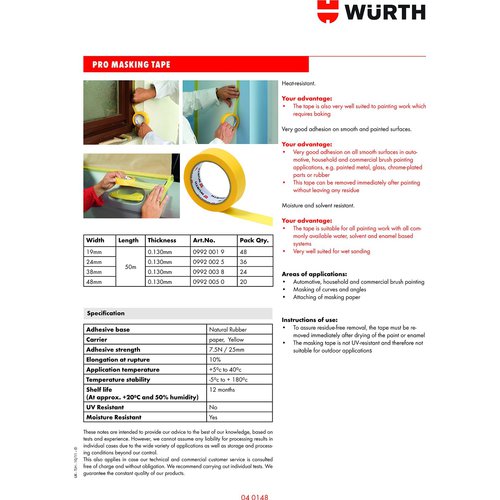 WÜRTH
PRO MASKING TAPE
Heat-resistant.
Your advantage:
• The tape is also very well suited to painting work which
requires baking
Very good adhesion on smooth and painted surfaces.
Your advantage:
• Very good adhesion on all smooth surfaces in auto-
motive, household and commercial brush painting
applications, e.g. painted metal, glass, chrome-plated
parts or rubber
• This tape can be removed immediately after painting
without leaving any residue
Moisture and solvent resistant.
Your advantage:
• The tape is suitable for all painting work with all com-
monly available water, solvent and enamel based
systems
• Very well suited for wet sanding
Areas of applications:
• Automotive, household and commercial brush painting
• Masking of curves and angles
• Attaching of masking paper
Instructions of use:
• To assure residue-free removal, the tape must be re-
moved immediately after drying of the paint or enamel
• The masking tape is not UV-resistant and therefore not
suitable for outdoor applications
Width Length Thickness Art.No. Pack Qty.
19mm 50m 0.130mm 0992 001 9 48
24mm 0.130mm 0992 002 5 36
38mm 0.130mm 0992 003 8 24
48mm 0.130mm 0992 005 0 20
Specification
Adhesive base Natural Rubber
Carrier paper, Yellow
Adhesive strength 7.5N / 25mm
Elongation at rupture 10%
Application temperature +5ºc to 40ºc
Temperature stability -5ºc to + 180ºc
Shelf life 12 months
(At approx. +20ºC and 50% humidity)
UV Resistant No
Moisture Resistant Yes
These notes are intended to provide our advice to the best of our knowledge, based on
tests and experience. However, we cannot assume any liability for processing results in
individual cases due to the wide variety of applications as well as storage and process-
ing conditions beyond our control.
This also applies in case our technical and commercial customer service is consulted
free of charge and without obligation. We recommend carrying out individual tests. We
guarantee the constant quality of our products.
04 0148